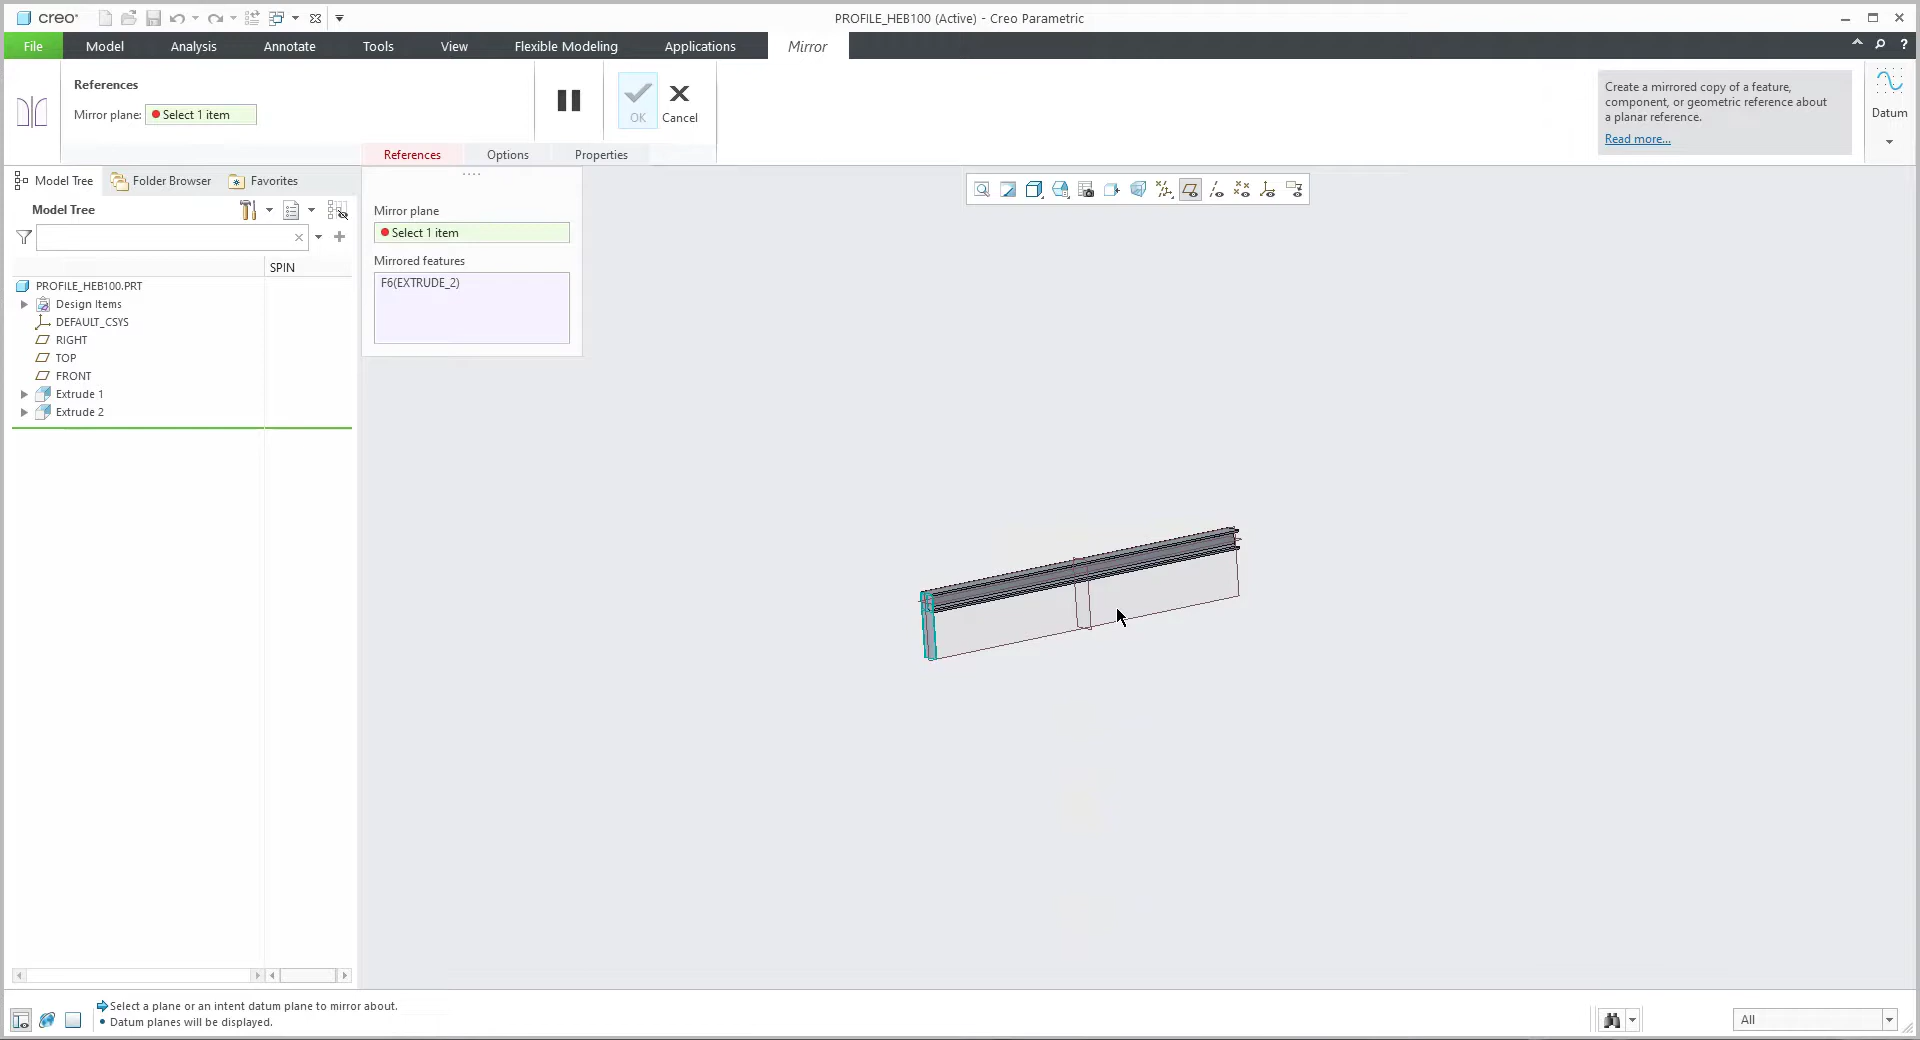 creo
PROFILE_HEB100 (Active) - Creo Parametric
File Model Analysis Annotate Tools View Flexible Modeling Applications Mirror
?
References
Mirror plane: Select 1 item
OK
Cancel
Create a mirrored copy of a feature,
component, or geometric reference about
a planar reference.
Read more...
Datum
References Options Properties
Model Tree Folder Browser Favorites
Model Tree
SPIN
PROFILE_HEB100.PRT
Design Items
DEFAULT_CSYS
RIGHT
TOP
FRONT
Extrude 1
Extrude 2
Mirror plane
Select 1 item
Mirrored features
F6(EXTRUDE_2)
Select a plane or an intent datum plane to mirror about.
• Datum planes will be displayed.
All